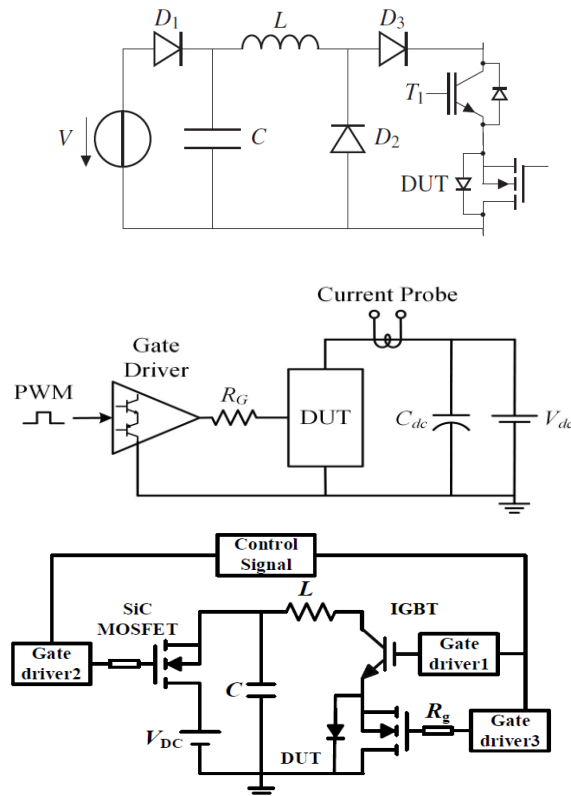 D1
L
D3
T1
V
C
D2
DUT
Current Probe
Gate
Driver
PWM
RG
DUT
Cdc
Vdc
Control
Signal
L
SiC
MOSFET
IGBT
Gate
driver2
Gate
driver1
C
Rg
VDC
DUT
Gate
driver3